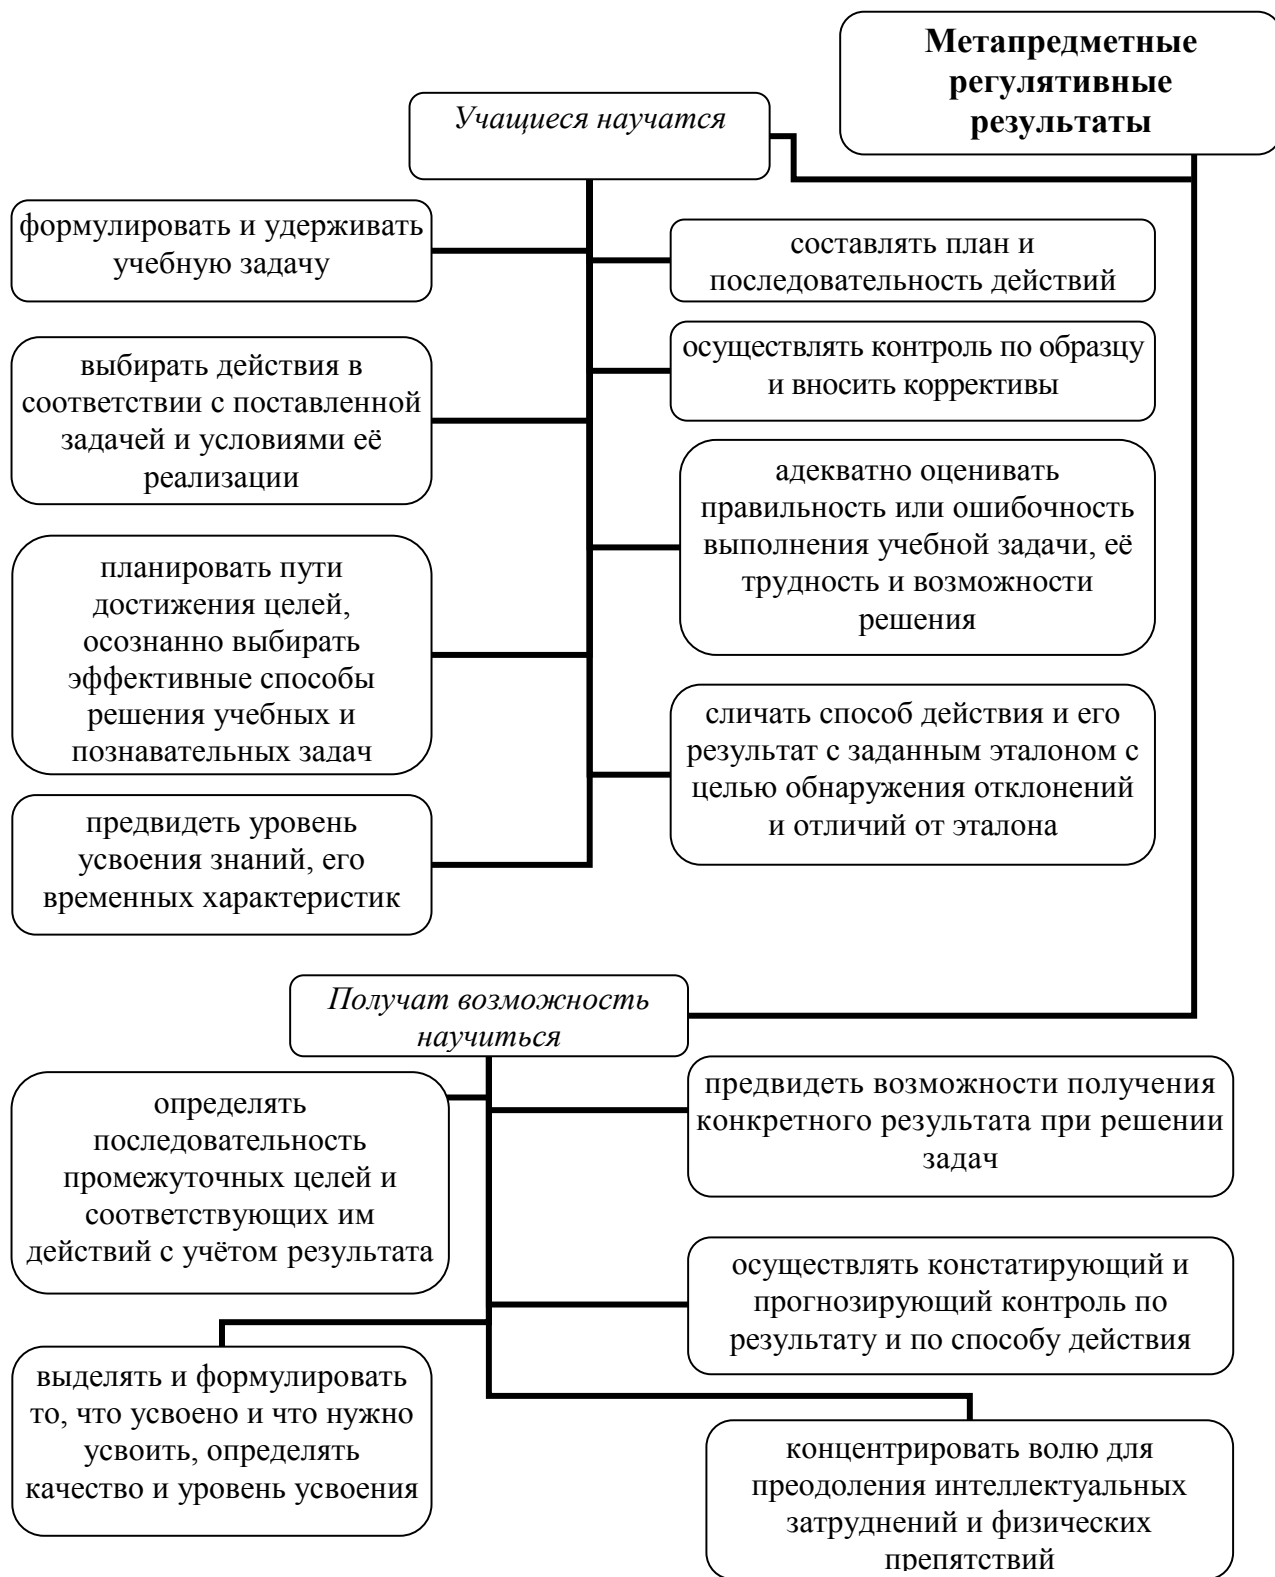 Метапредметные
регулятивные
результаты
Учащиеся научатся
формулировать и удерживать
учебную задачу
составлять план и
последовательность действий
выбирать действия в
соответствии с поставленной
задачей и условиями её
реализации
осуществлять контроль по образцу
и вносить коррективы
адекватно оценивать
правильность или ошибочность
выполнения учебной задачи, её
трудность и возможности
решения
планировать пути
достижения целей,
осознанно выбирать
эффективные способы
решения учебных и
познавательных задач
сличать способ действия и его
результат с заданным эталоном с
целью обнаружения отклонений
и отличий от эталона
предвидеть уровень
усвоения знаний, его
временных характеристик
Получат возможность
научиться
определять
последовательность
промежуточных целей и
соответствующих им
действий с учётом результата
предвидеть возможности получения
конкретного результата при решении
задач
осуществлять констатирующий и
прогнозирующий контроль по
результату и по способу действия
выделять и формулировать
то, что усвоено и что нужно
усвоить, определять
качество и уровень усвоения
концентрировать волю для
преодоления интеллектуальных
затруднений и физических
препятствий